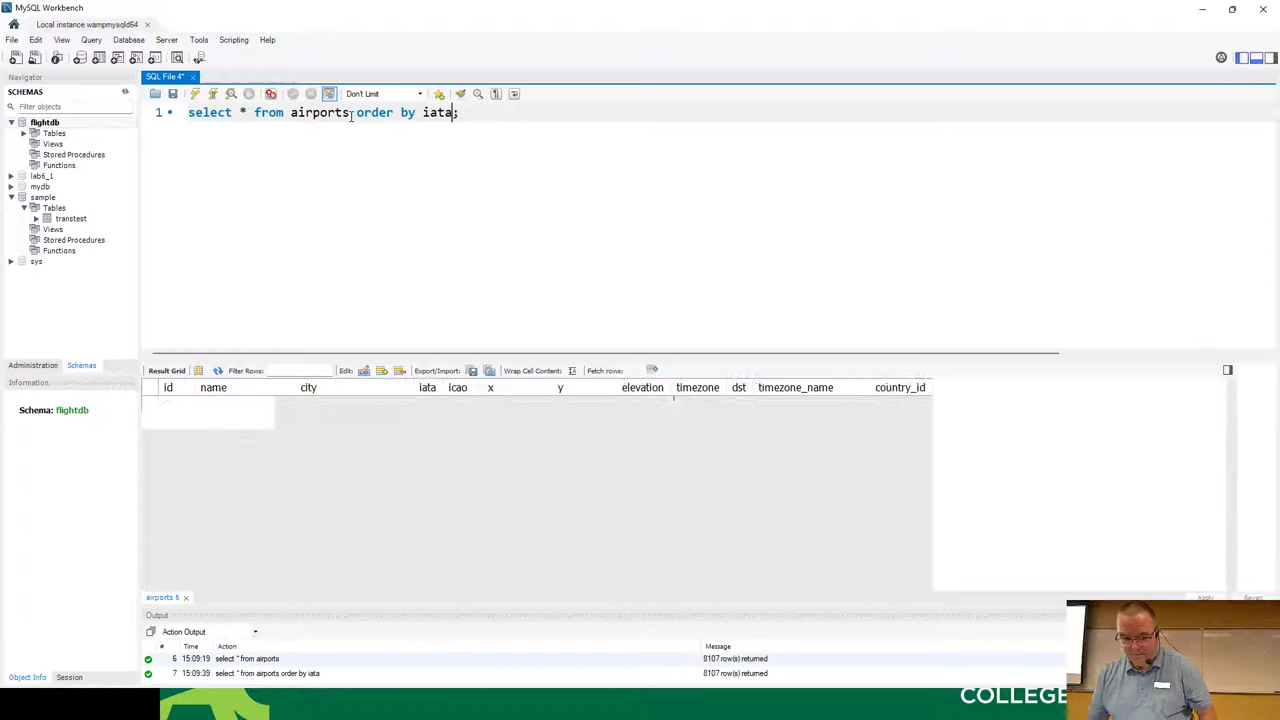 MySQL Workbench
Local instance wampmysqld64 ×
File Edit View Query Database Server Tools Scripting Help
Navigator
SQL File 4* ×
SCHEMAS
Don't Limit
Filter objects
1 select * from airports order by iata;
flightdb
Tables
Views
Stored Procedures
Functions
lab6_1
mydb
sample
Tables
transtest
Views
Stored Procedures
Functions
sys
Administration Schemas
Information
Schema: flightdb
Result Grid Filter Rows: Edit: Export/Import: Wrap Cell Content: Fetch rows:
id name city iata icao x y elevation timezone dst timezone_name country_id
airports 6 ×
Apply Revert
Output
Action Output
# Time Action Message
6 15:09:19 select * from airports 8107 row(s) returned
7 15:09:39 select * from airports order by iata 8107 row(s) returned
Object Info Session
COLLEGE